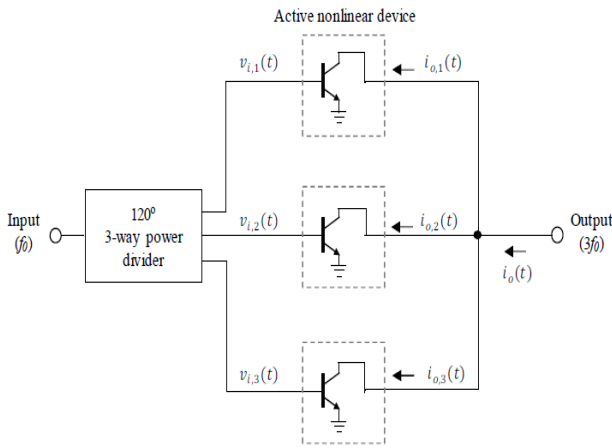 Active nonlinear device
v_{i,1}(t)
i_{o,1}(t)
120⁰
3-way power
divider
Input
(f₀)
v_{i,2}(t)
i_{o,2}(t)
Output
(3f₀)
i_o(t)
v_{i,3}(t)
i_{o,3}(t)